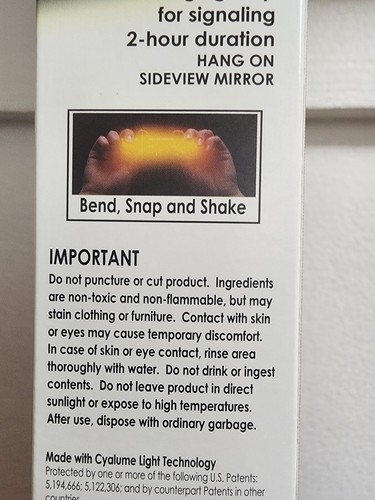 for signaling
2-hour duration
HANG ON
SIDEVIEW MIRROR
Bend, Snap and Shake
IMPORTANT
Do not puncture or cut product. Ingredients
are non-toxic and non-flammable, but may
stain clothing or furniture. Contact with skin
or eyes may cause temporary discomfort.
In case of skin or eye contact, rinse area
thoroughly with water. Do not drink or ingest
contents. Do not leave product in direct
sunlight or expose to high temperatures.
After use, dispose with ordinary garbage.
Made with Cyalume Light Technology
Protected by one or more of the following U.S. Patents:
5,194,666; 5,122,306; and by counterpart Patents in other
countries